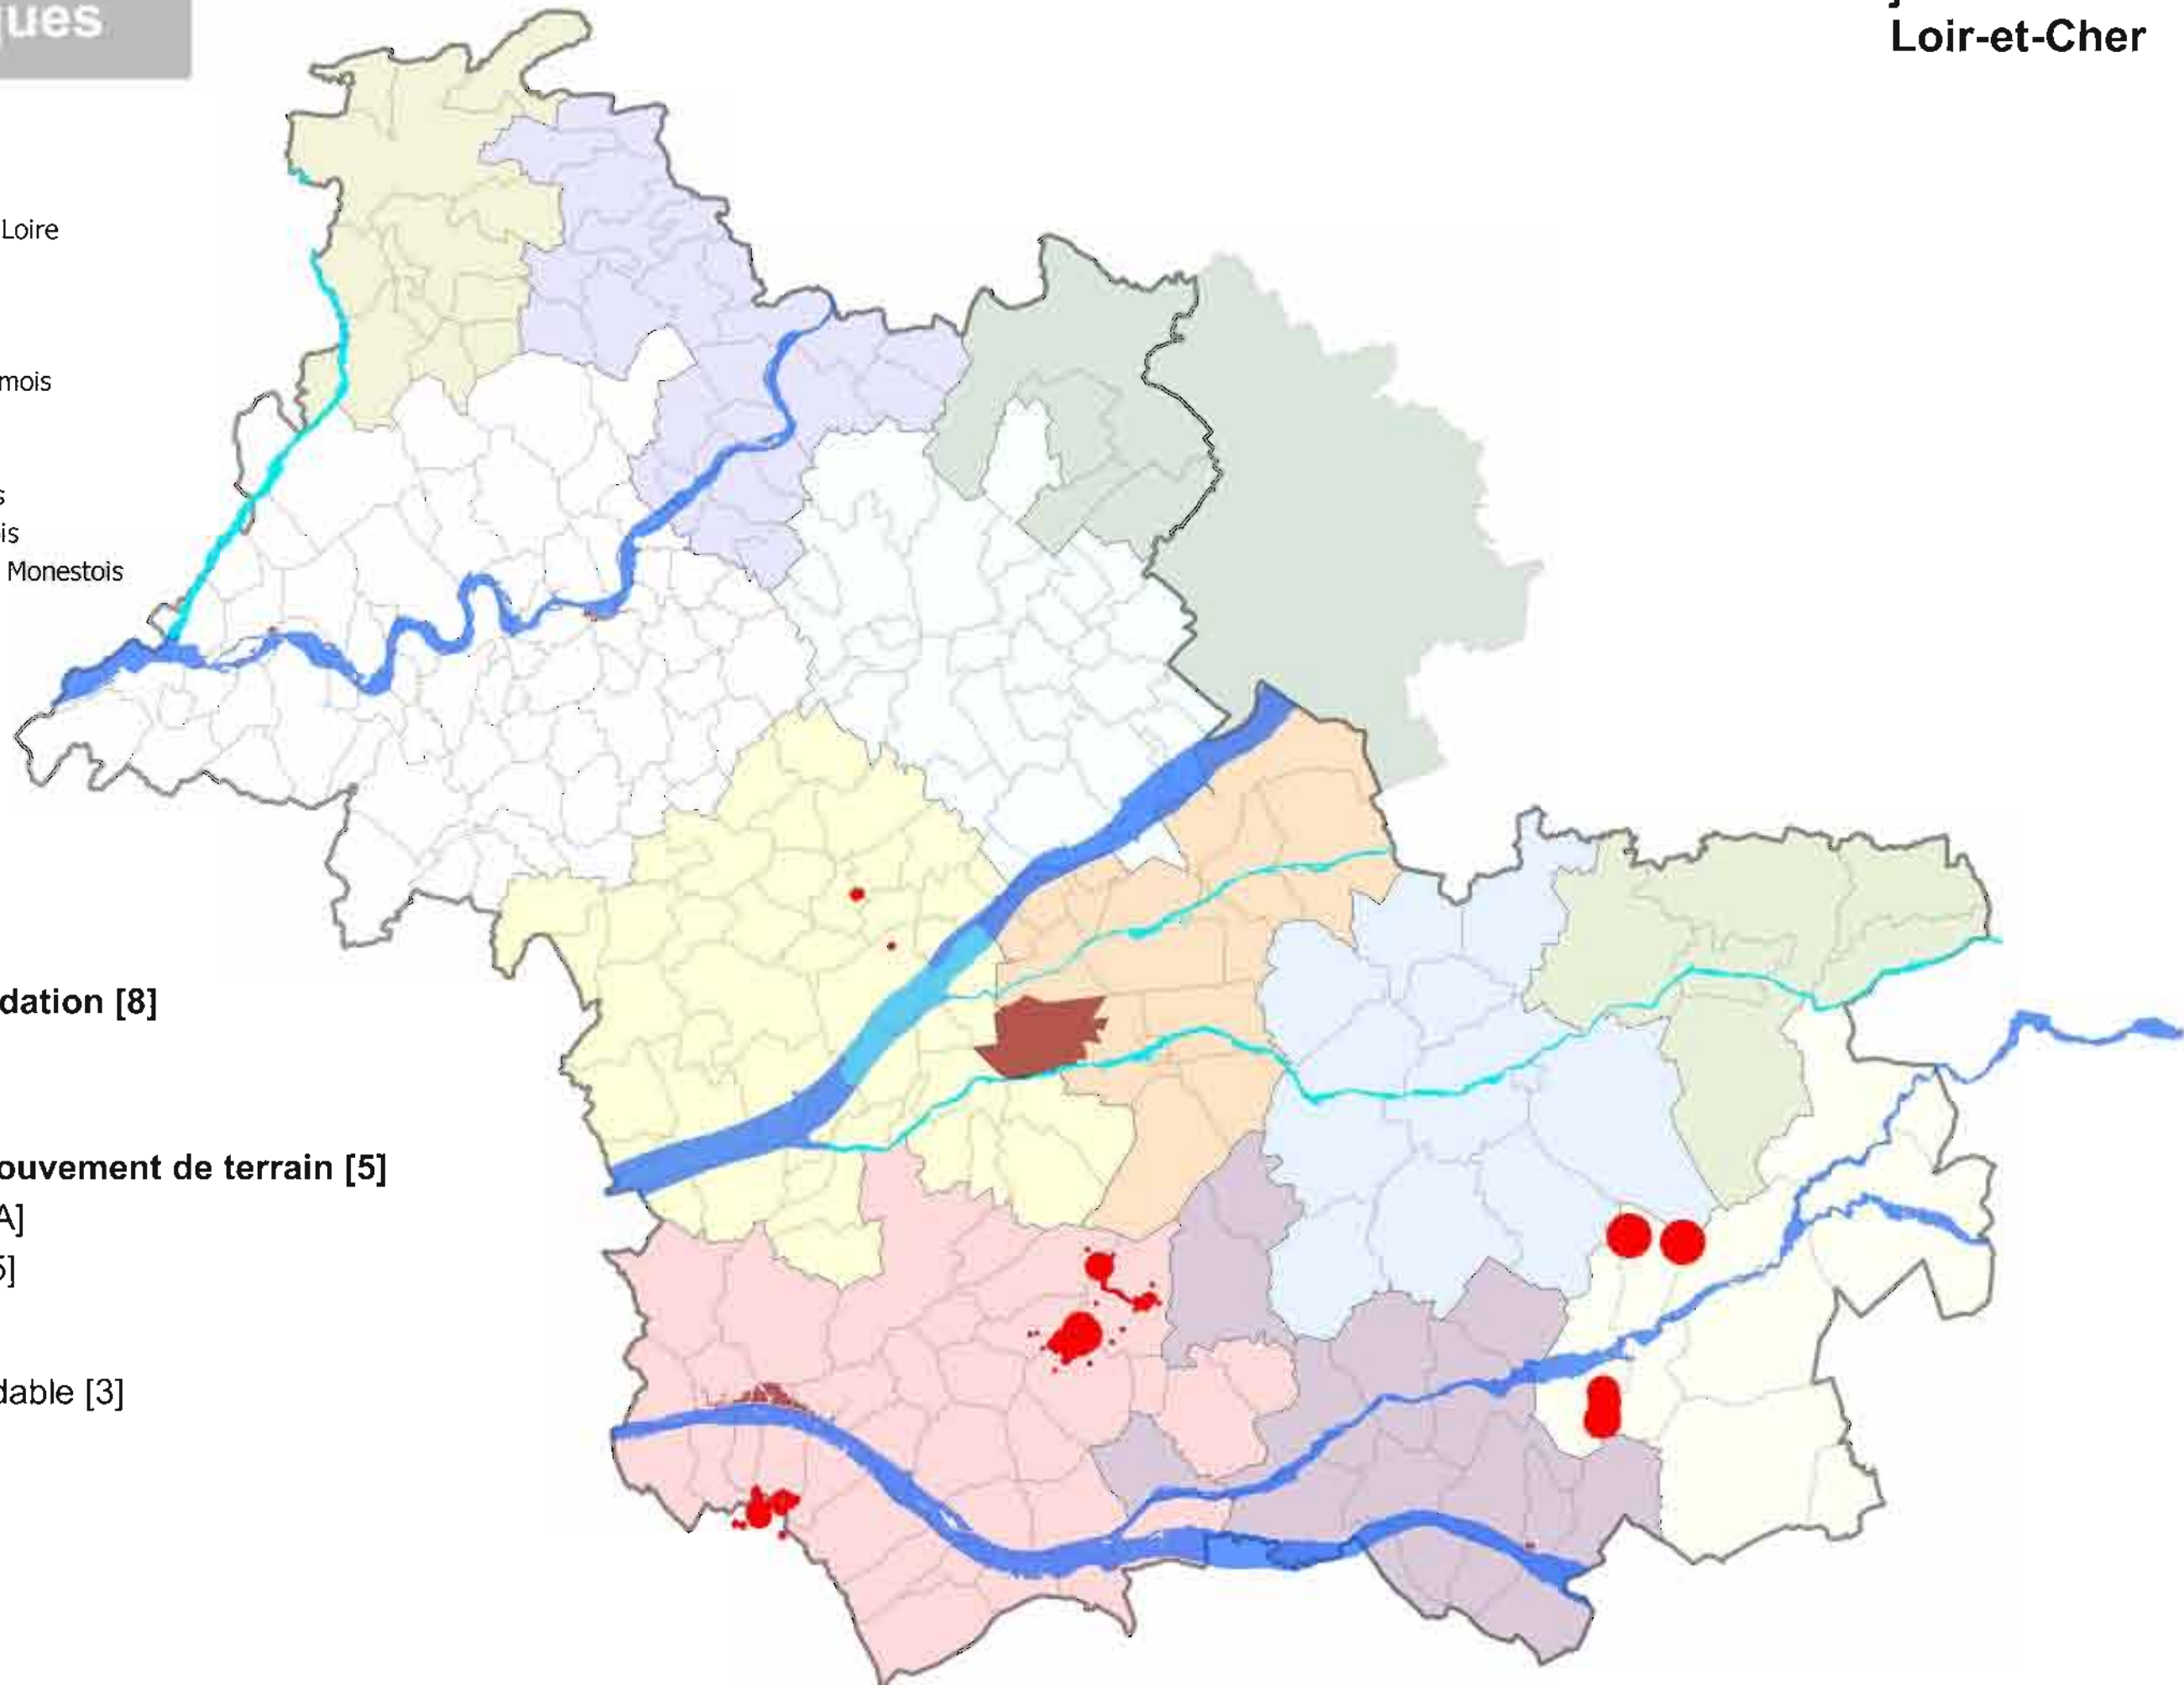 ques
Loir-et-Cher
Loire
mois
s
is
Monestois
dation [8]
ouvement de terrain [5]
A]
5]
dable [3]